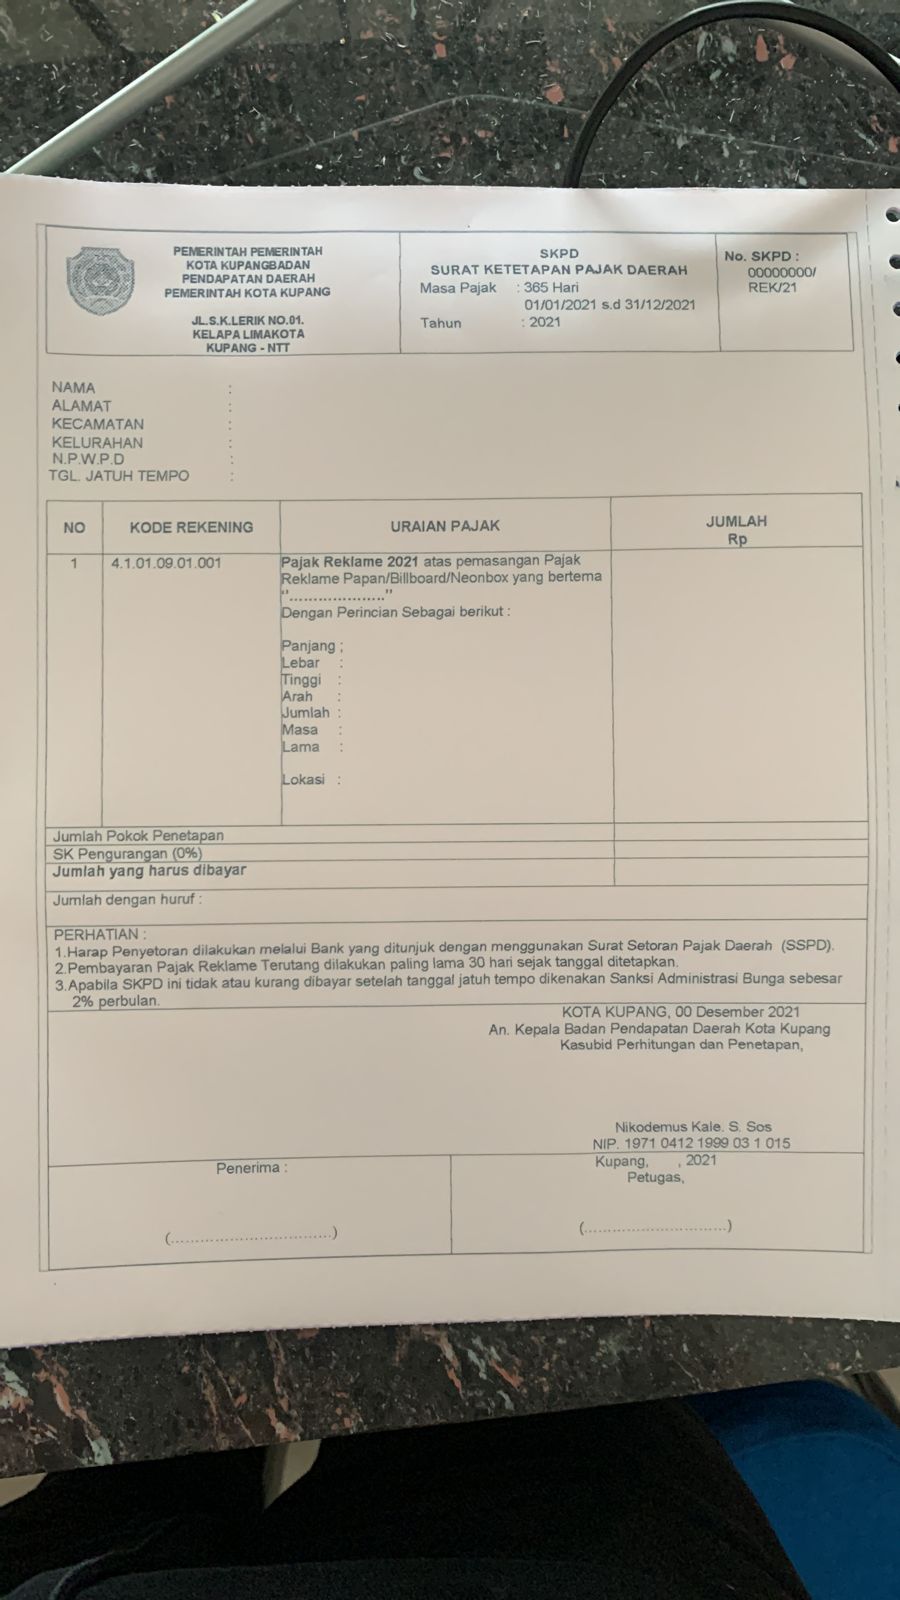 PEMERINTAH PEMERINTAH
KOTA KUPANGBADAN
PENDAPATAN DAERAH
PEMERINTAH KOTA KUPANG
JL.S.K.LERIK NO.01.
KELAPA LIMAKOTA
KUPANG - NTT
SKPD
SURAT KETETAPAN PAJAK DAERAH
Masa Pajak : 365 Hari
01/01/2021 s.d 31/12/2021
Tahun : 2021
No. SKPD :
00000000/
REK/21
NAMA :
ALAMAT :
KECAMATAN :
KELURAHAN :
N.P.W.P.D :
TGL. JATUH TEMPO :
NO KODE REKENING URAIAN PAJAK JUMLAH
Rp
1 4.1.01.09.01.001 Pajak Reklame 2021 atas pemasangan Pajak
Reklame Papan/Billboard/Neonbox yang bertema
"...................."
Dengan Perincian Sebagai berikut :
Panjang ;
Lebar :
Tinggi :
Arah :
Jumlah :
Masa :
Lama :
Lokasi :
Jumlah Pokok Penetapan
SK Pengurangan (0%)
Jumlah yang harus dibayar
Jumlah dengan huruf :
PERHATIAN :
1.Harap Penyetoran dilakukan melalui Bank yang ditunjuk dengan menggunakan Surat Setoran Pajak Daerah (SSPD).
2.Pembayaran Pajak Reklame Terutang dilakukan paling lama 30 hari sejak tanggal ditetapkan.
3.Apabila SKPD ini tidak atau kurang dibayar setelah tanggal jatuh tempo dikenakan Sanksi Administrasi Bunga sebesar
2% perbulan.
KOTA KUPANG, 00 Desember 2021
An. Kepala Badan Pendapatan Daerah Kota Kupang
Kasubid Perhitungan dan Penetapan,
Nikodemus Kale. S. Sos
NIP. 1971 0412 1999 03 1 015
Penerima :
(.................................)
Kupang, , 2021
Petugas,
(.............................)